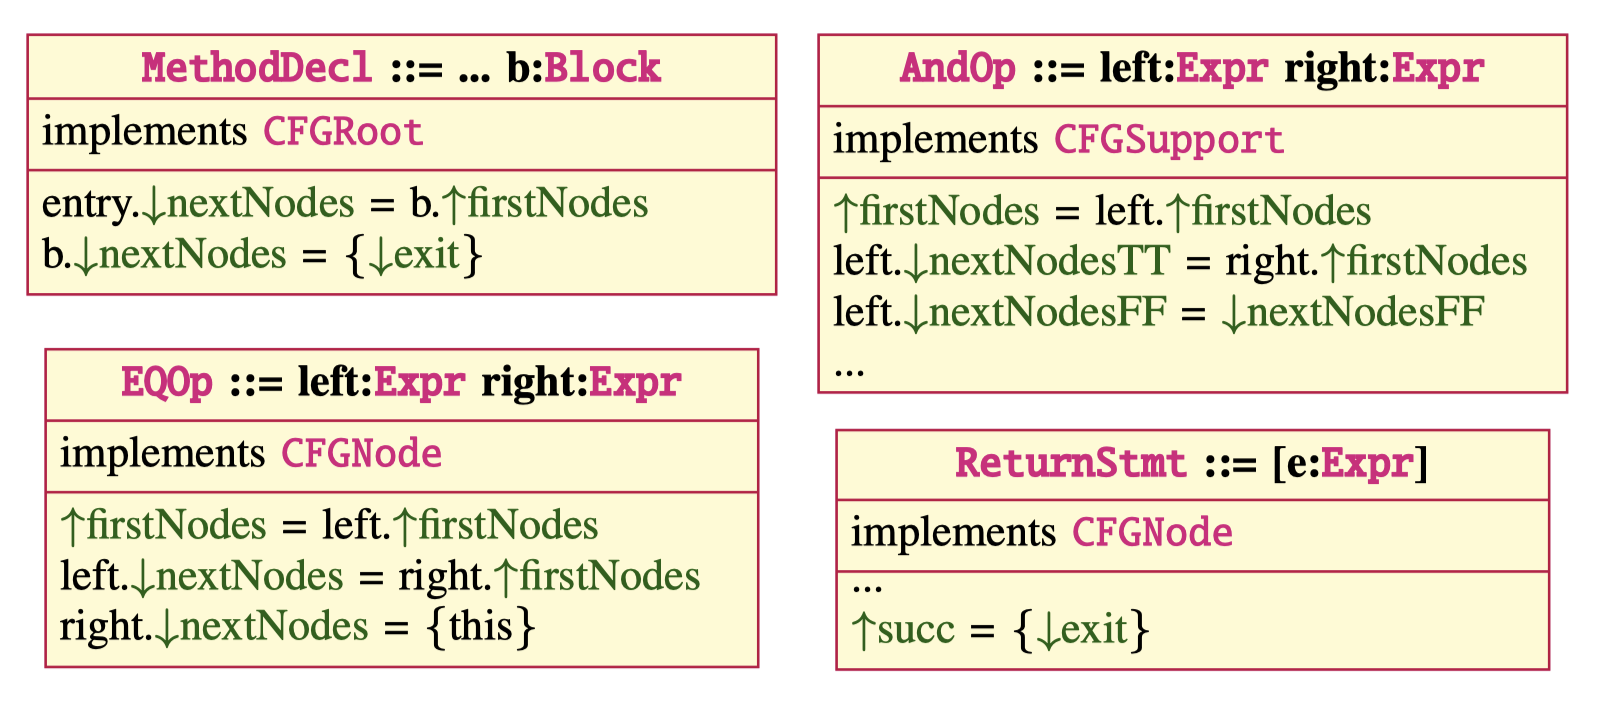 MethodDecl ::= ... b:Block
implements CFGRoot
entry.↓nextNodes = b.↑firstNodes
b.↓nextNodes = {↓exit}
EQOp ::= left:Expr right:Expr
implements CFGNode
↑firstNodes = left.↑firstNodes
left.↓nextNodes = right.↑firstNodes
right.↓nextNodes = {this}
AndOp ::= left:Expr right:Expr
implements CFGSupport
↑firstNodes = left.↑firstNodes
left.↓nextNodesTT = right.↑firstNodes
left.↓nextNodesFF = ↓nextNodesFF
...
ReturnStmt ::= [e:Expr]
implements CFGNode
...
↑succ = {↓exit}